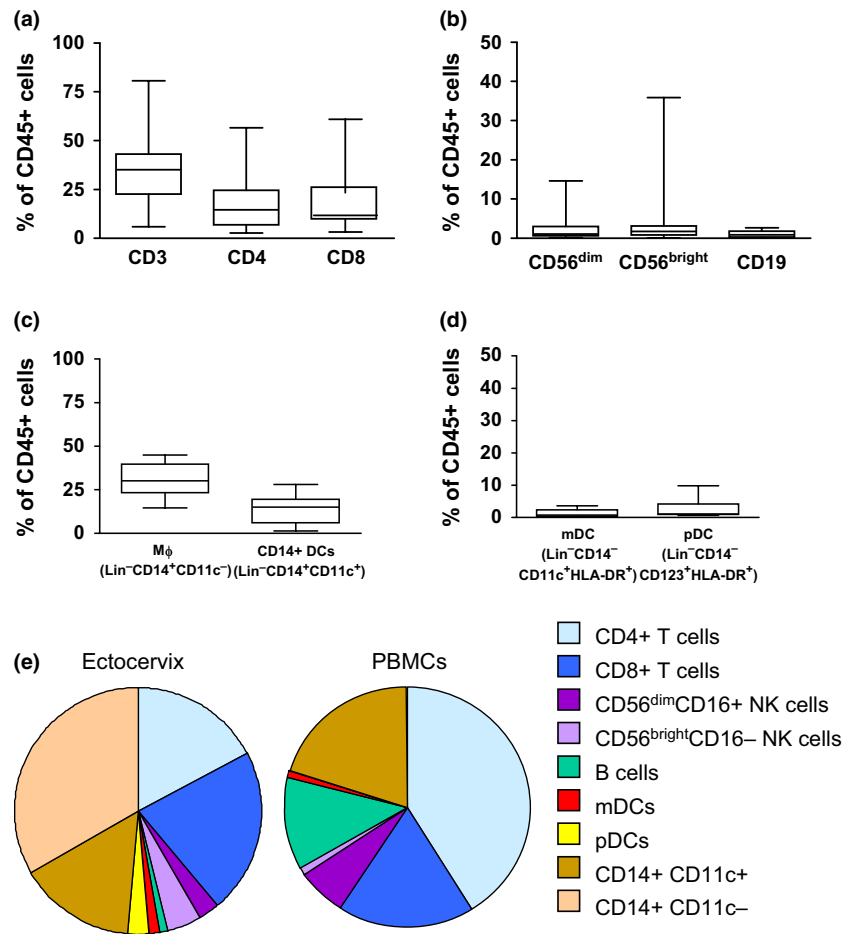 (a)
% of CD45+ cells
100
75
50
25
0
CD3 CD4 CD8
(b)
% of CD45+ cells
50
40
30
20
10
0
CD56ᵈⁱᵐ CD56ᵇʳⁱᵍʰᵗ CD19
(c)
% of CD45+ cells
100
75
50
25
0
Mϕ
(Lin⁻CD14⁺CD11c⁻)
CD14+ DCs
(Lin⁻CD14⁺CD11c⁺)
(d)
% of CD45+ cells
50
40
30
20
10
0
mDC
(Lin⁻CD14⁻
CD11c⁺HLA-DR⁺)
pDC
(Lin⁻CD14⁻
CD123⁺HLA-DR⁺)
(e)
Ectocervix
PBMCs
CD4+ T cells
CD8+ T cells
CD56ᵈⁱᵐCD16+ NK cells
CD56ᵇʳⁱᵍʰᵗCD16– NK cells
B cells
mDCs
pDCs
CD14+ CD11c+
CD14+ CD11c–